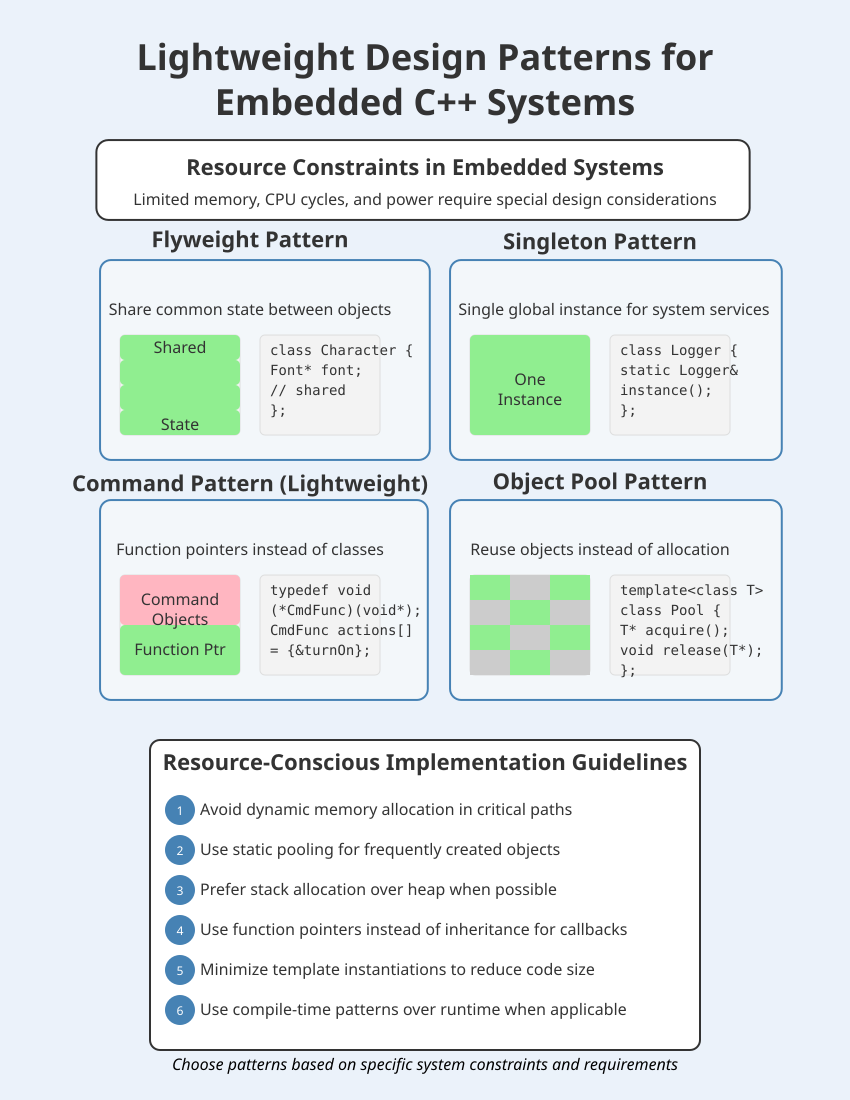 Lightweight Design Patterns for
Embedded C++ Systems
Resource Constraints in Embedded Systems
Limited memory, CPU cycles, and power require special design considerations
Flyweight Pattern
Share common state between objects
Shared
State
class Character {
Font* font;
// shared
};
Singleton Pattern
Single global instance for system services
One
Instance
class Logger {
static Logger&
instance();
};
Command Pattern (Lightweight)
Function pointers instead of classes
Command
Objects
Function Ptr
typedef void
(*CmdFunc)(void*);
CmdFunc actions[]
= {&turnOn};
Object Pool Pattern
Reuse objects instead of allocation
template<class T>
class Pool {
T* acquire();
void release(T*);
};
Resource-Conscious Implementation Guidelines
1 Avoid dynamic memory allocation in critical paths
2 Use static pooling for frequently created objects
3 Prefer stack allocation over heap when possible
4 Use function pointers instead of inheritance for callbacks
5 Minimize template instantiations to reduce code size
6 Use compile-time patterns over runtime when applicable
Choose patterns based on specific system constraints and requirements